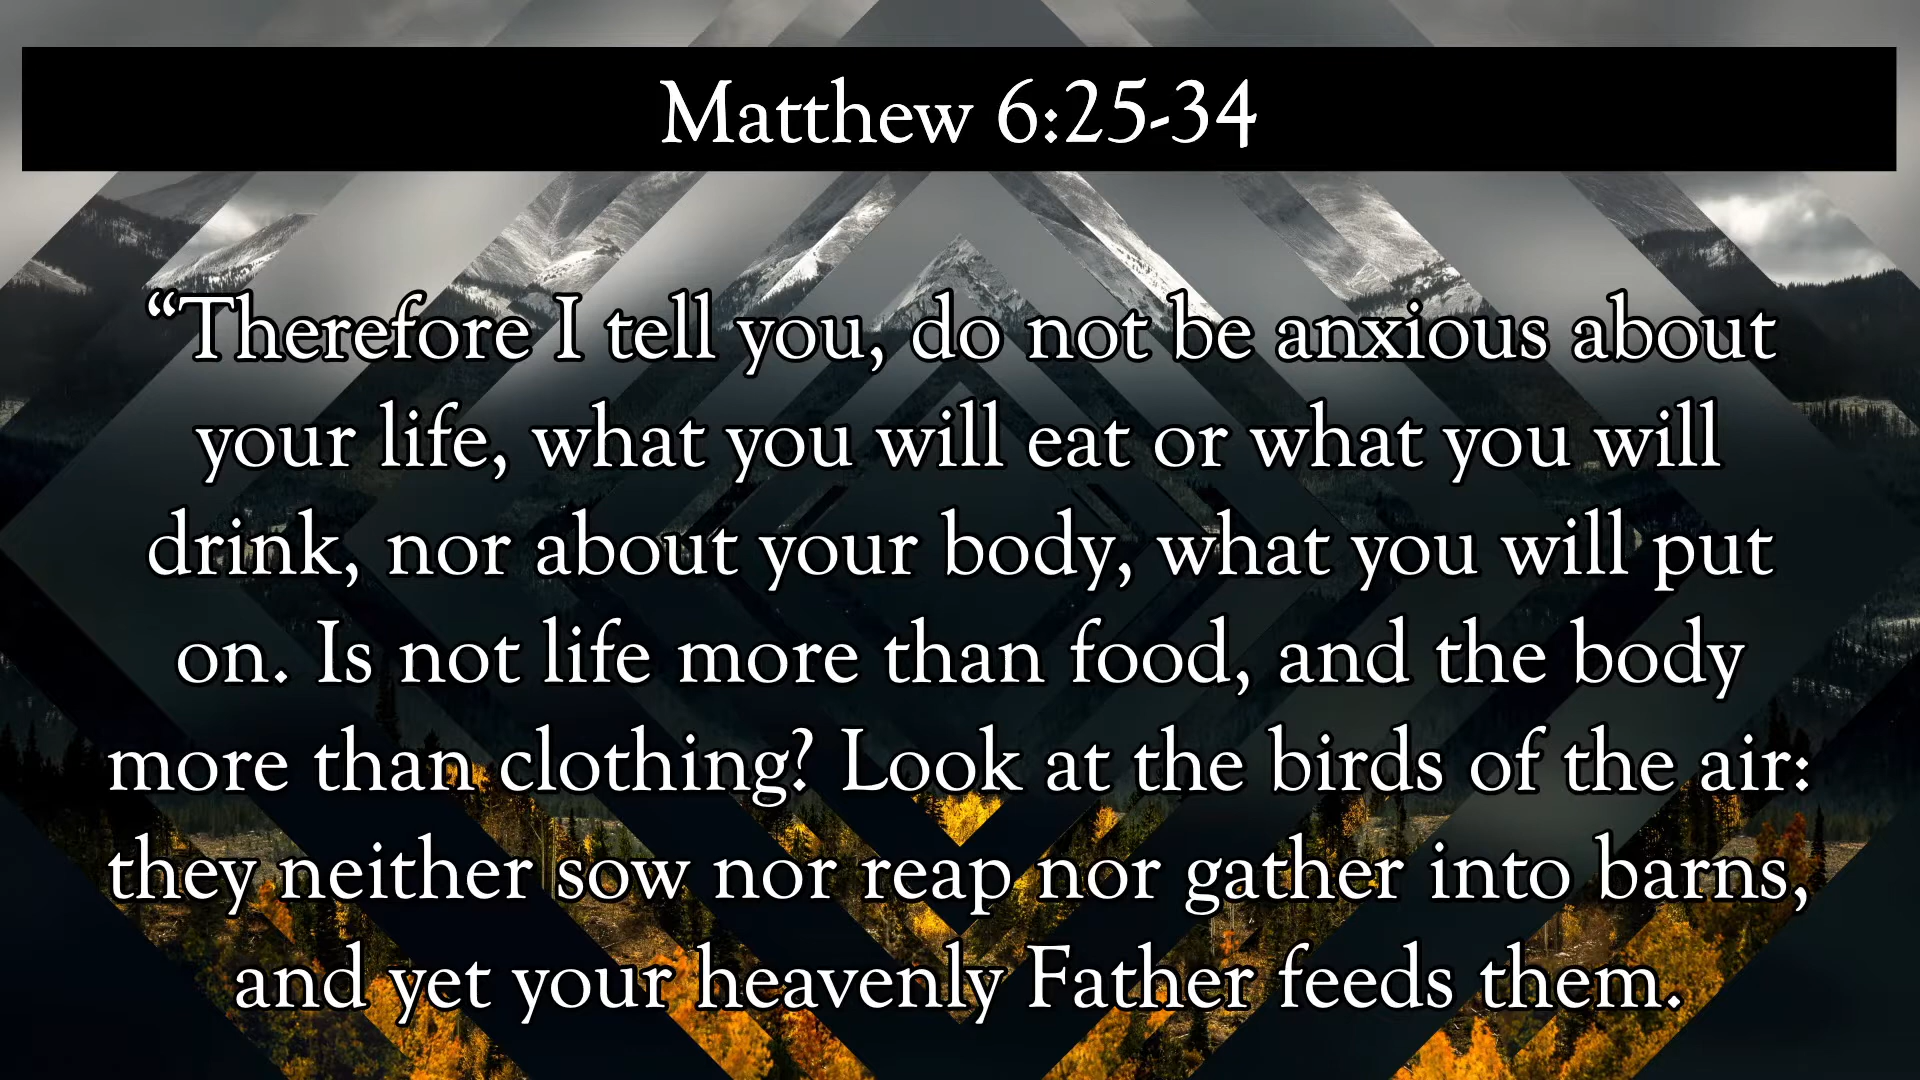 Matthew 6:25-34
“Therefore I tell you, do not be anxious about
your life, what you will eat or what you will
drink, nor about your body, what you will put
on. Is not life more than food, and the body
more than clothing? Look at the birds of the air:
they neither sow nor reap nor gather into barns,
and yet your heavenly Father feeds them.